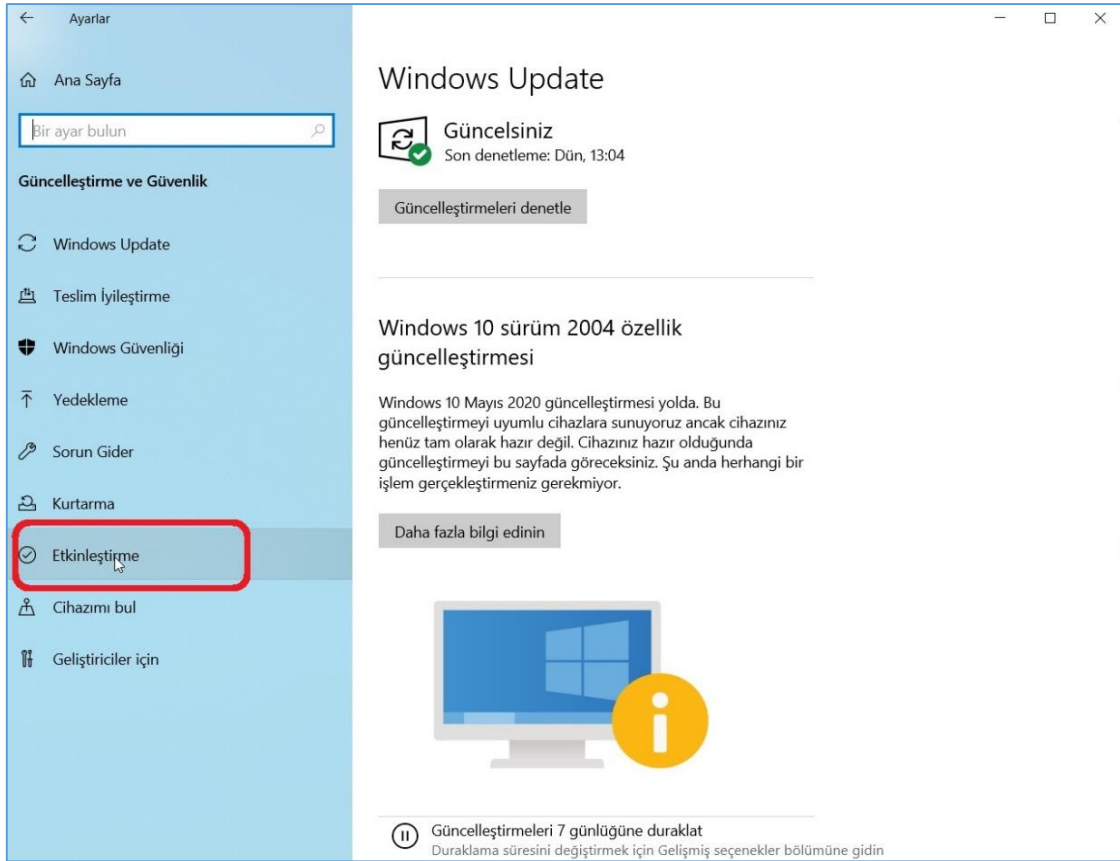 Ayarlar
Ana Sayfa
Bir ayar bulun
Güncelleştirme ve Güvenlik
Windows Update
Teslim İyileştirme
Windows Güvenliği
Yedekleme
Sorun Gider
Kurtarma
Etkinleştirme
Cihazımı bul
Geliştiriciler için
Windows Update
Güncelsiniz
Son denetleme: Dün, 13:04
Güncelleştirmeleri denetle
Windows 10 sürüm 2004 özellik
güncelleştirmesi
Windows 10 Mayıs 2020 güncelleştirmesi yolda. Bu
güncelleştirmeyi uyumlu cihazlara sunuyoruz ancak cihazınız
henüz tam olarak hazır değil. Cihazınız hazır olduğunda
güncelleştirmeyi bu sayfada göreceksiniz. Şu anda herhangi bir
işlem gerçekleştirmeniz gerekmiyor.
Daha fazla bilgi edinin
Güncelleştirmeleri 7 günlüğüne duraklat
Duraklama süresini değiştirmek için Gelişmiş seçenekler bölümüne gidin